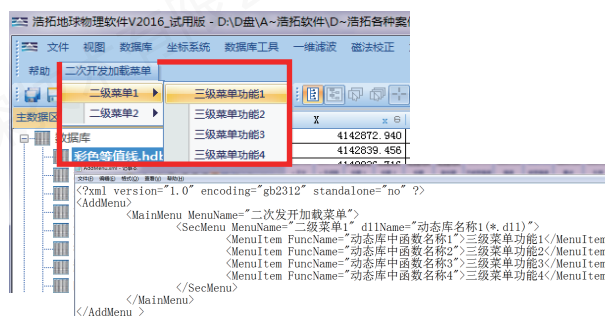 浩拓地球物理软件V2016_试用版 - D:\D盘\A~浩拓软件\D~浩拓各种案
文件 视图 数据库 坐标系统 数据库工具 一维滤波 磁法校正
帮助 二次开发加载菜单
二级菜单1 三级菜单功能1
二级菜单2 三级菜单功能2
三级菜单功能3
三级菜单功能4
主数据区
X
数据库
4142872.940
彩色等值线.hdb
4142839.456
<?xml version="1.0" encoding="gb2312" standalone="no" ?>
<AddMenu>
<MainMenu MenuName="二次发开加载菜单">
<SecMenu MenuName="二级菜单1" dllName="动态库名称1(*.dll)">
<MenuItem FuncName="动态库中函数名称1">三级菜单功能1</MenuItem
<MenuItem FuncName="动态库中函数名称2">三级菜单功能2</MenuItem
<MenuItem FuncName="动态库中函数名称3">三级菜单功能3</MenuItem
<MenuItem FuncName="动态库中函数名称4">三级菜单功能4</MenuItem
</SecMenu>
</MainMenu>
</AddMenu >